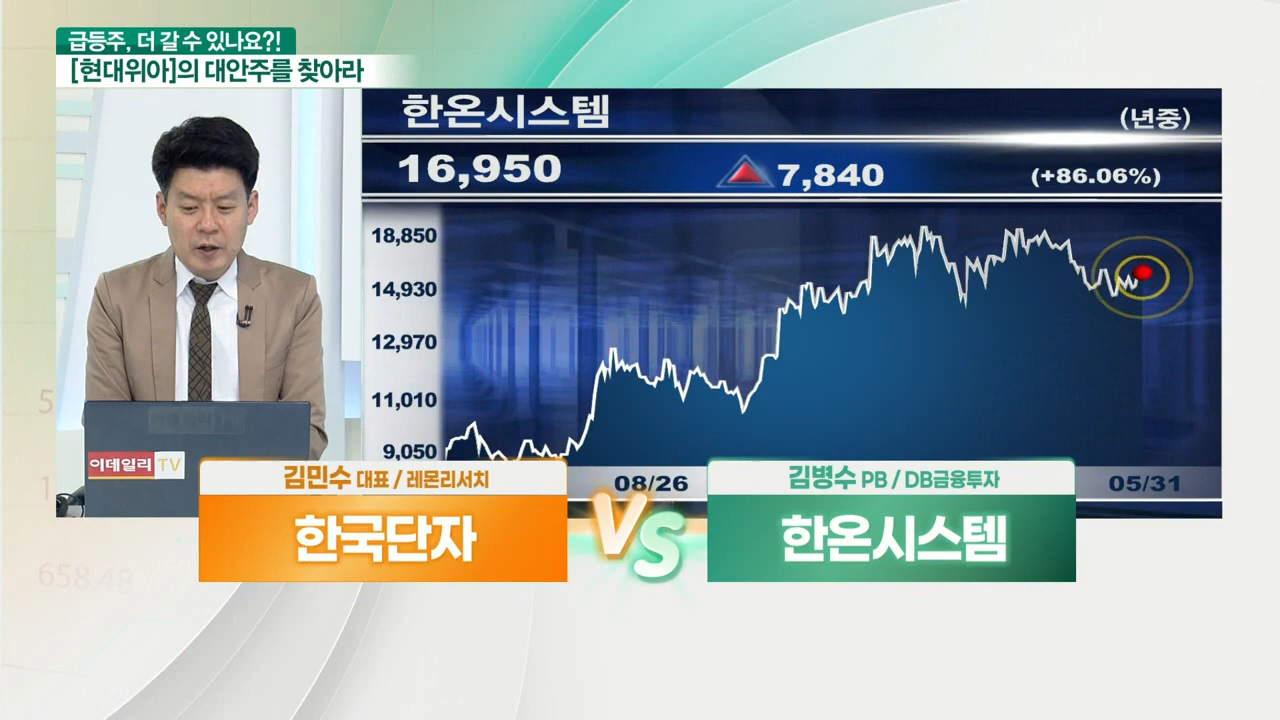 급등주, 더 갈 수 있나요?!
[현대위아]의 대안주를 찾아라
한온시스템
(년중)
16,950
7,840
(+86.06%)
18,850
14,930
12,970
11,010
9,050
08/26
05/31
이데일리 TV
5
1
658.48
김민수 대표 / 레몬리서치
한국단자
VS
김병수 PB / DB금융투자
한온시스템